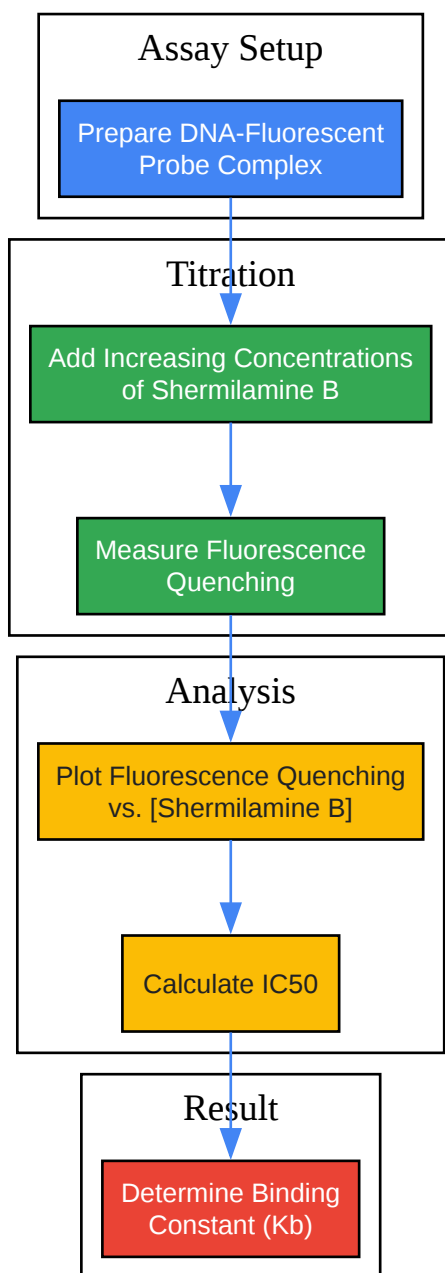 Assay Setup
Prepare DNA-Fluorescent
Probe Complex
Titration
Add Increasing Concentrations
of Shermilamine B
Measure Fluorescence
Quenching
Analysis
Plot Fluorescence Quenching
vs. [Shermilamine B]
Calculate IC50
Result
Determine Binding
Constant (Kb)